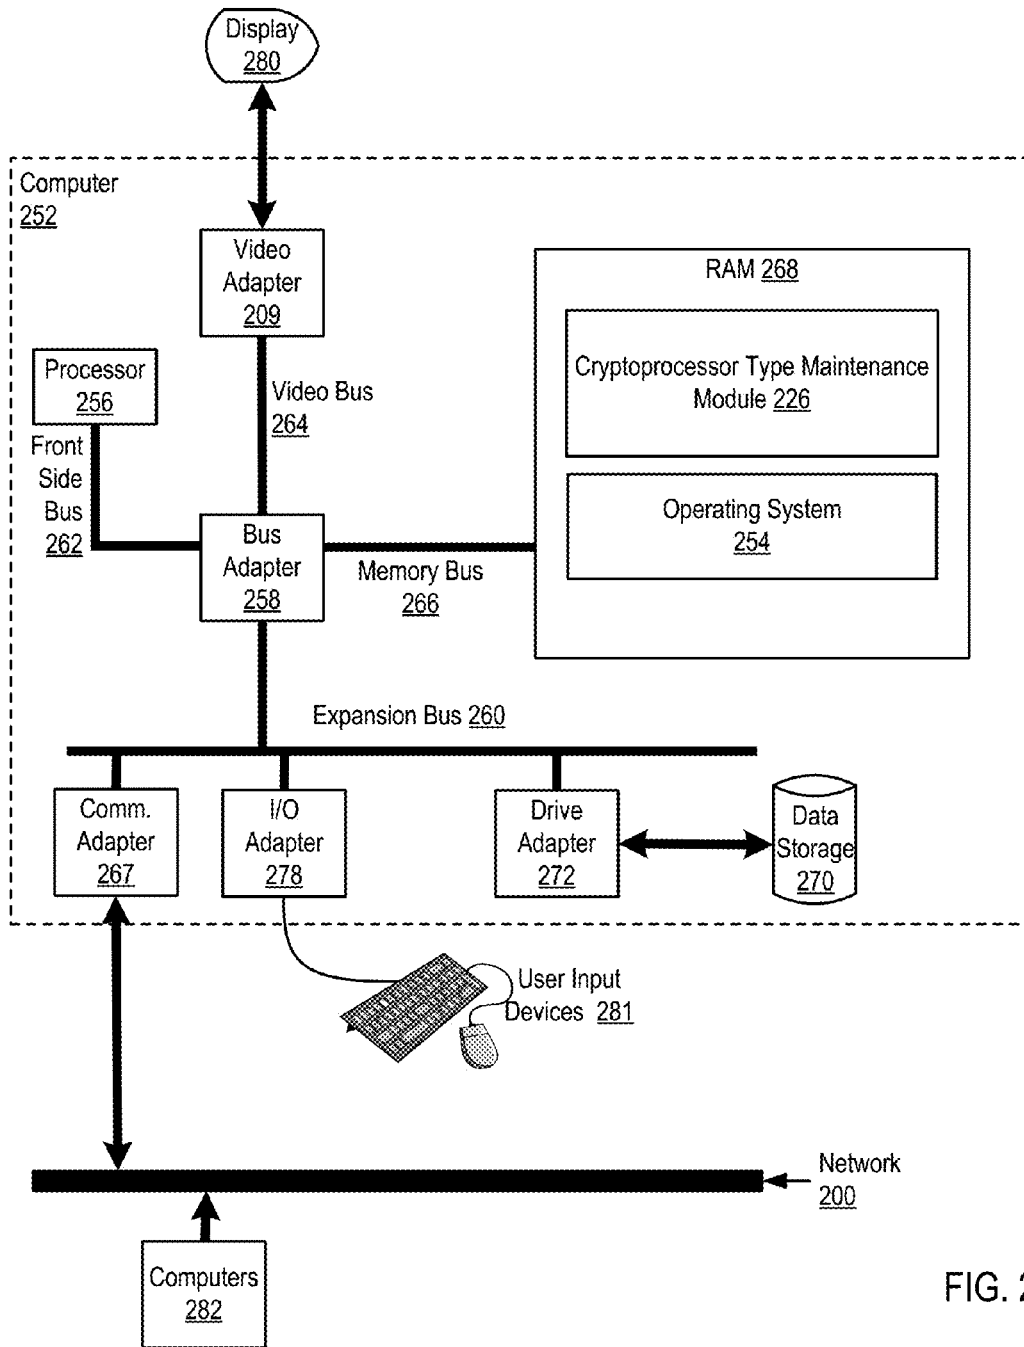 Display
280
Computer
252
Video
Adapter
209
RAM 268
Cryptoprocessor Type Maintenance
Module 226
Processor
256
Video Bus
264
Front
Side
Bus
262
Operating System
254
Bus
Adapter
258
Memory Bus
266
Expansion Bus 260
Comm.
Adapter
267
I/O
Adapter
278
Drive
Adapter
272
Data
Storage
270
User Input
Devices 281
Network
200
Computers
282
FIG. 2